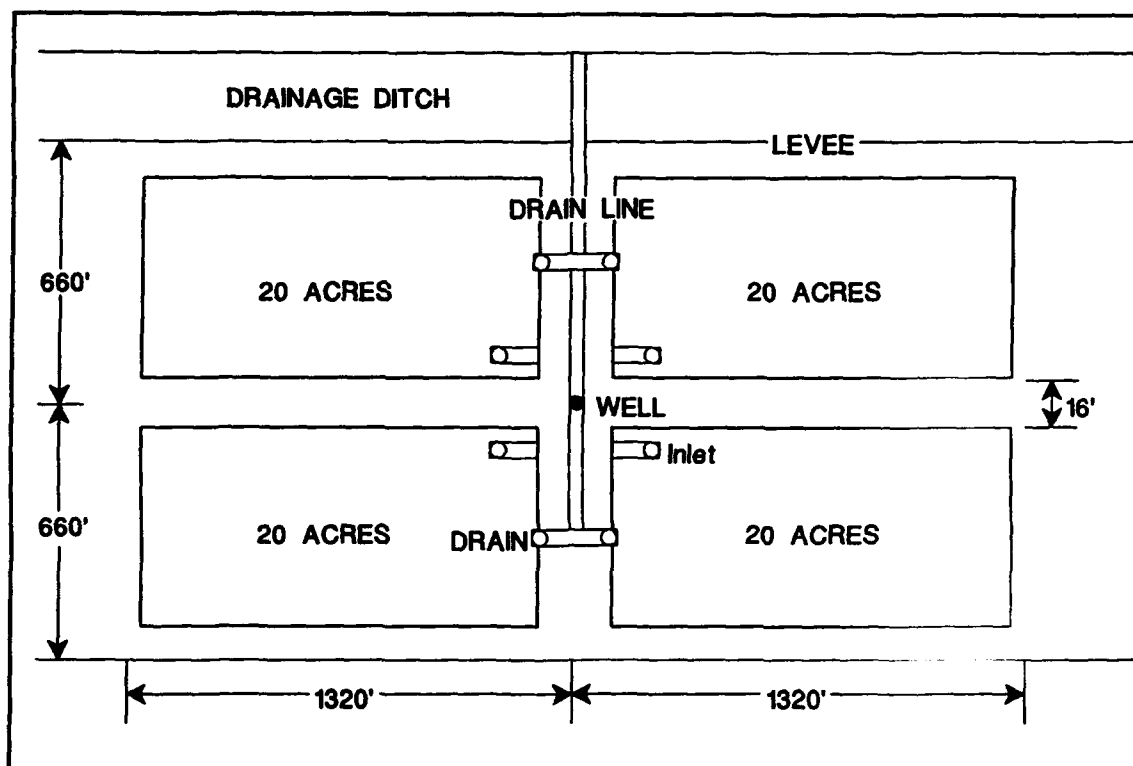 DRAINAGE DITCH
LEVEE
DRAIN LINE
660'
20 ACRES
20 ACRES
WELL
16'
Inlet
660'
20 ACRES
DRAIN
20 ACRES
1320'
1320'